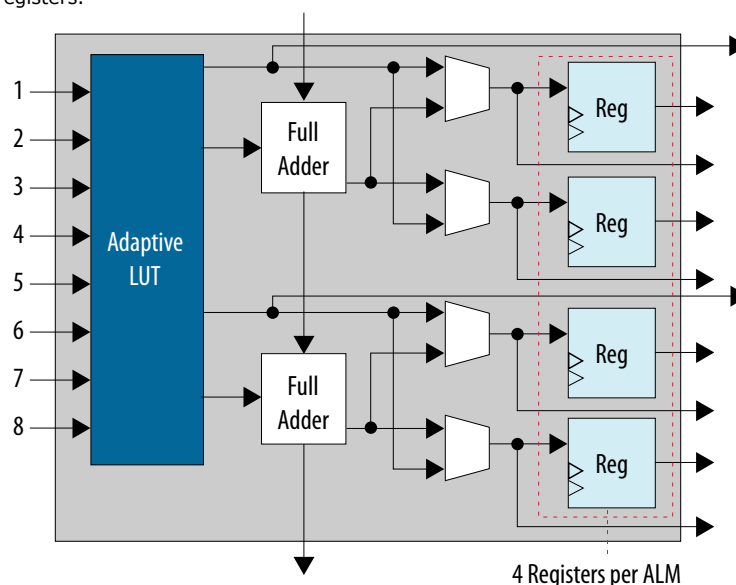 egisters.
1
2
3
4
5
6
7
8
Adaptive
LUT
Full
Adder
Full
Adder
Reg
Reg
Reg
Reg
4 Registers per ALM